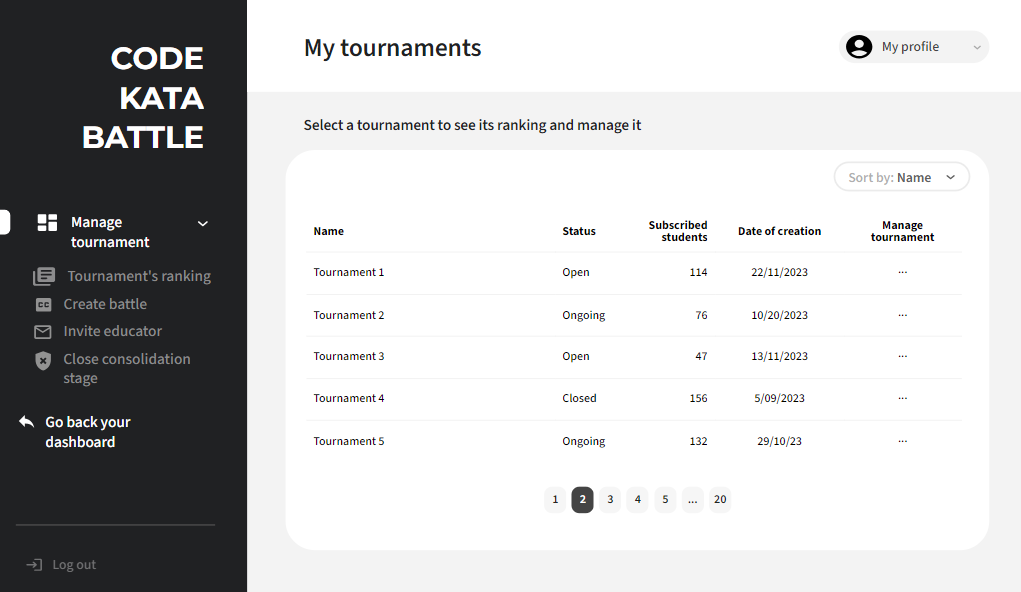 CODE
KATA
BATTLE
Manage
tournament
Tournament's ranking
CC
Create battle
Invite educator
Close consolidation
stage
Go back your
dashboard
Log out
My tournaments
My profile
Select a tournament to see its ranking and manage it
Sort by: Name
Name Status Subscribed students Date of creation Manage tournament
Tournament 1 Open 114 22/11/2023 ...
Tournament 2 Ongoing 76 10/20/2023 ...
Tournament 3 Open 47 13/11/2023 ...
Tournament 4 Closed 156 5/09/2023 ...
Tournament 5 Ongoing 132 29/10/23 ...
1 2 3 4 5 ... 20